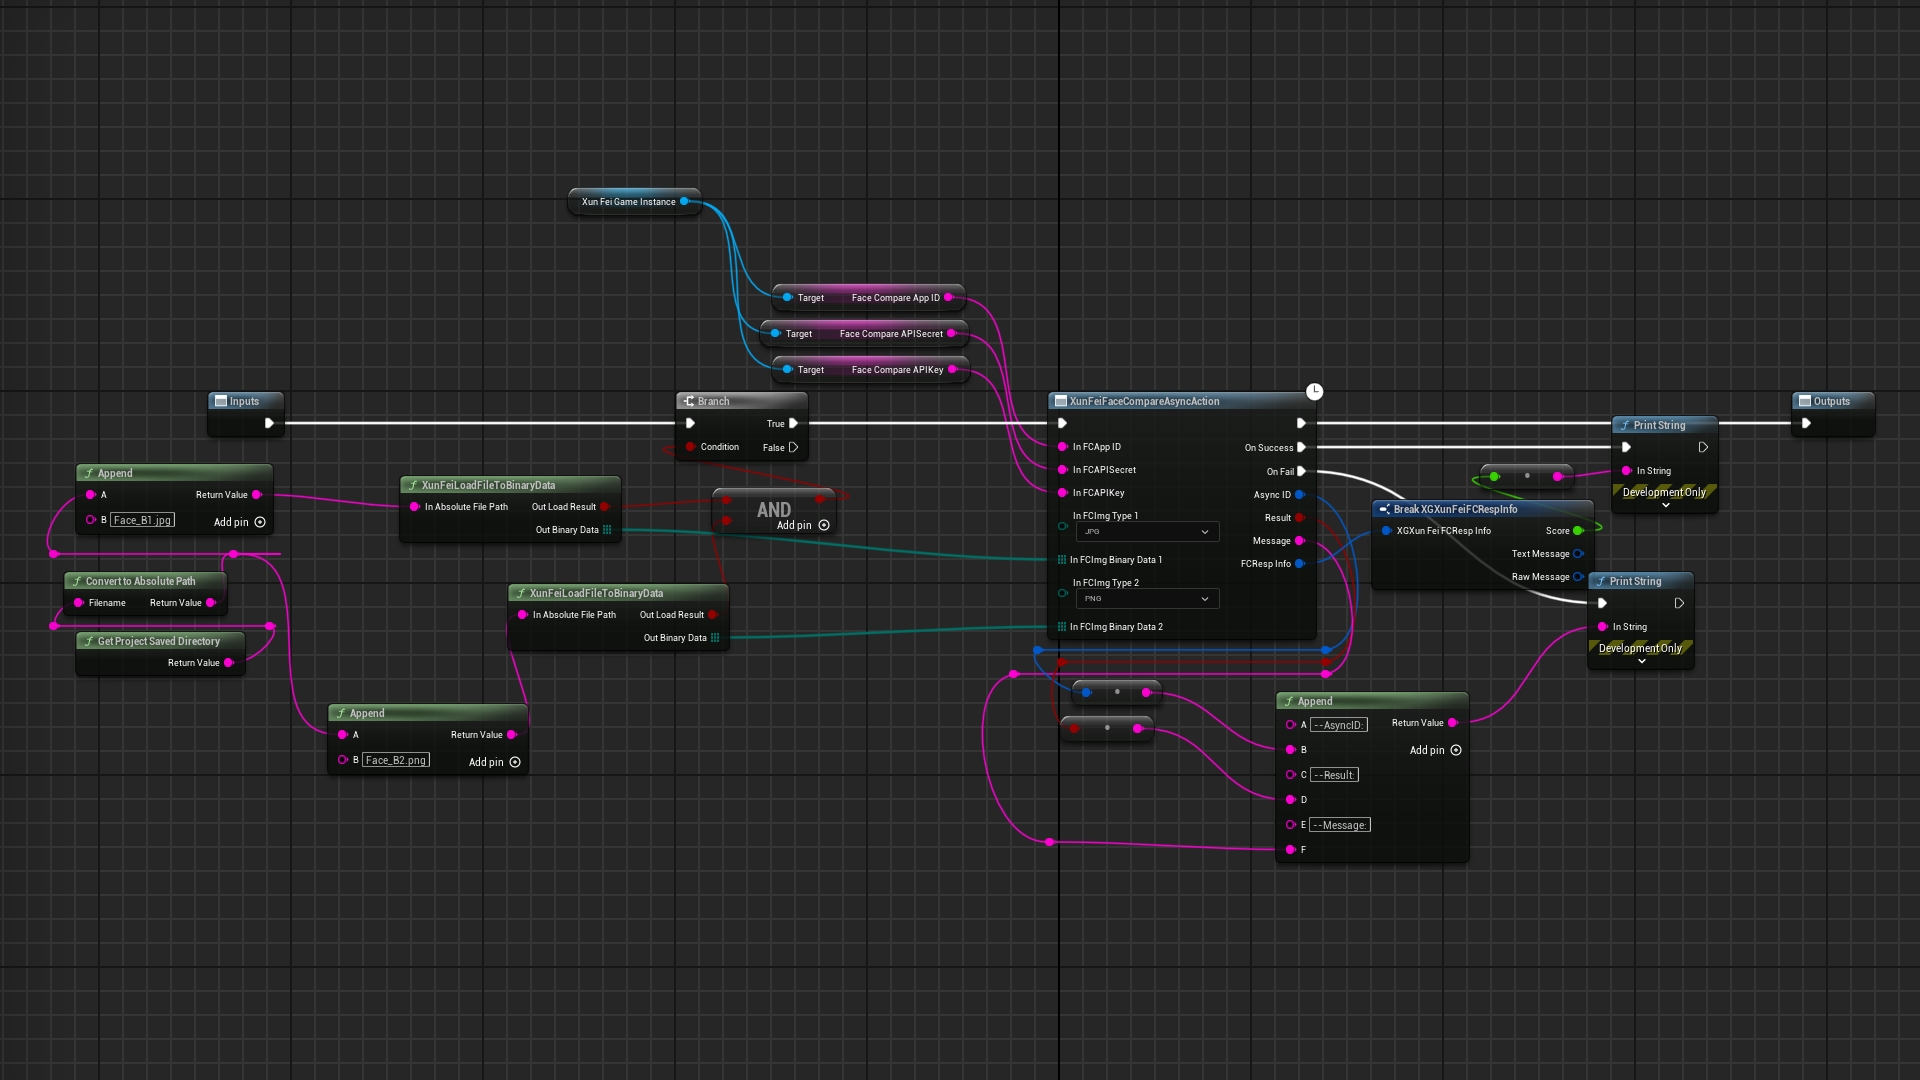 Xun Fei Game Instance
Target Face Compare App ID
Target Face Compare APISecret
Target Face Compare APIKey
Inputs
Branch
True
Condition False
Append
A Return Value
B Face_B1.jpg Add pin
XunFeiLoadFileToBinaryData
In Absolute File Path Out Load Result
Out Binary Data
AND
Add pin
Convert to Absolute Path
Filename Return Value
Get Project Saved Directory
Return Value
XunFeiLoadFileToBinaryData
In Absolute File Path Out Load Result
Out Binary Data
Append
A Return Value
B Face_B2.png Add pin
XunFeiFaceCompareAsyncAction
In FCApp ID On Success
In FCAPISecret On Fail
In FCAPIKey Async ID
In FCImg Type 1 Result
JPG
Message
In FCImg Binary Data 1 FCResp Info
In FCImg Type 2
PNG
In FCImg Binary Data 2
Break XGXunFeiFCRespInfo
XGXun Fei FCResp Info Score
Text Message
Raw Message
Print String
In String
Development Only
Outputs
Print String
In String
Development Only
Append
A --AsyncID: Return Value
B Add pin
C --Result:
D
E --Message:
F